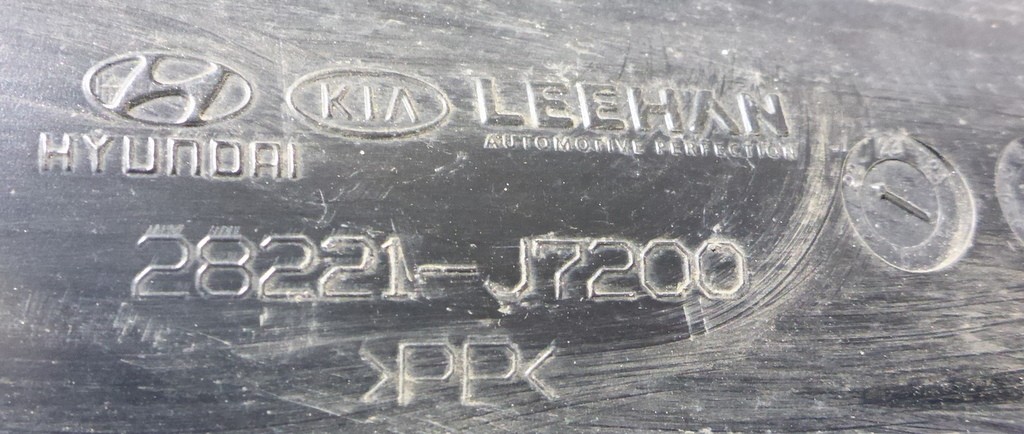 KIA LEEHAN
HYUNDAI AUTOMOTIVE PERFECTION
28221-J7200
>PP<